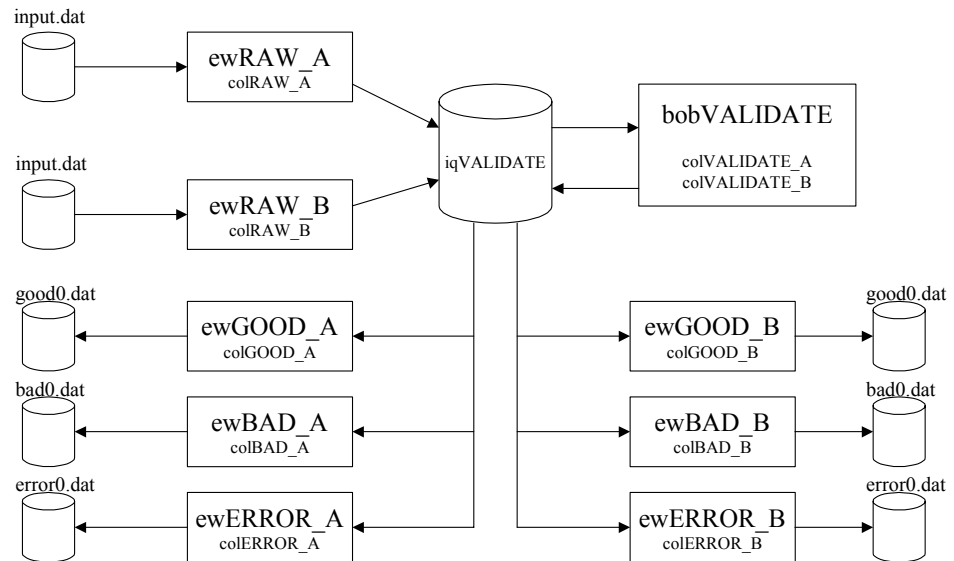 input.dat
ewRAW_A
colRAW_A
iqVALIDATE
bobVALIDATE
colVALIDATE_A
colVALIDATE_B
input.dat
ewRAW_B
colRAW_B
good0.dat
ewGOOD_A
colGOOD_A
ewGOOD_B
colGOOD_B
good0.dat
bad0.dat
ewBAD_A
colBAD_A
ewBAD_B
colBAD_B
bad0.dat
error0.dat
ewERROR_A
colERROR_A
ewERROR_B
colERROR_B
error0.dat